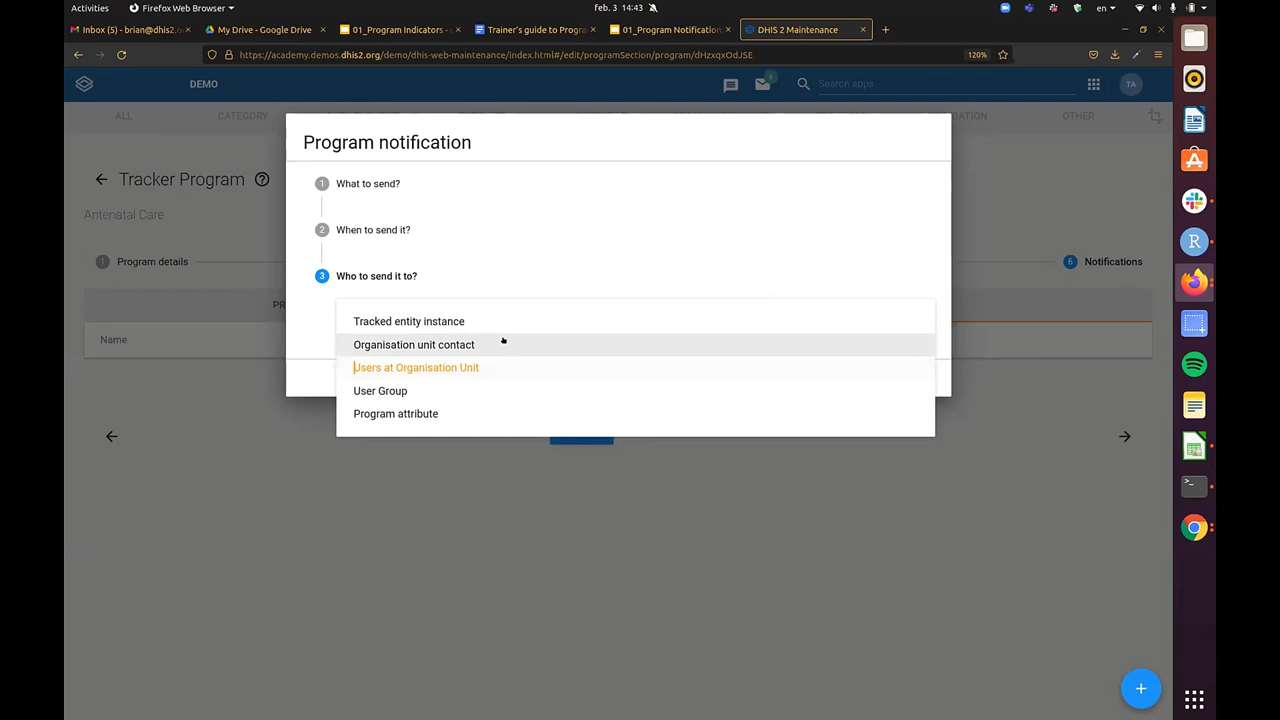 Activities
Firefox Web Browser
feb. 3 14:43
en
Inbox (5) - brian@dhis2.o
My Drive - Google Drive
01_Program Indicators -
Trainer's guide to Progra
01_Program Notification
DHIS 2 Maintenance
https://academy.demos.dhis2.org/demo/dhis-web-maintenance/index.html#/edit/programSection/program/dHzxqxOdJSE
120%
DEMO
Search apps
TA
ALL
CATEGORY
OTHER
Program notification
1 What to send?
Tracker Program
Antenatal Care
2 When to send it?
1 Program details
6 Notifications
3 Who to send it to?
PR
Tracked entity instance
Name
Organisation unit contact
Users at Organisation Unit
User Group
Program attribute